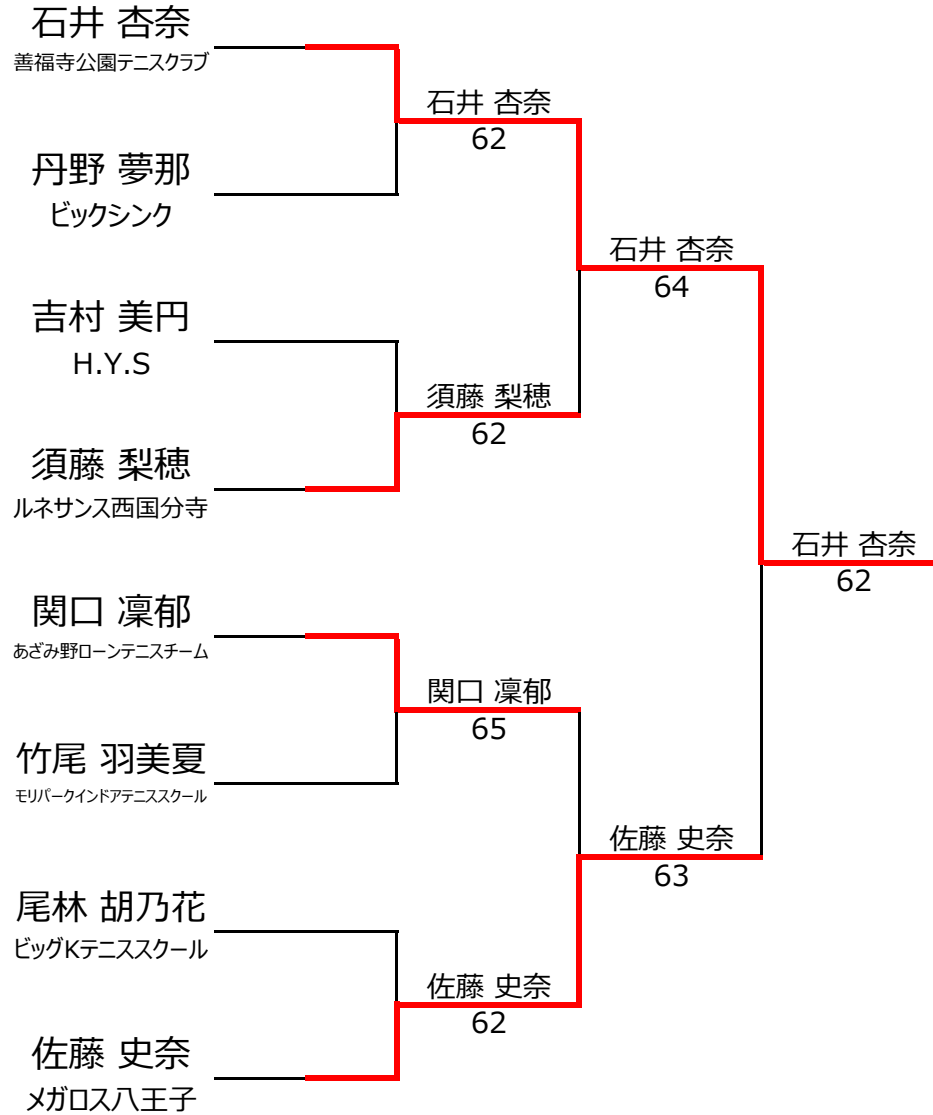 石井 杏奈
善福寺公園テニスクラブ
石井 杏奈
62
丹野 夢那
ビックシンク
石井 杏奈
64
吉村 美円
H.Y.S
須藤 梨穂
62
須藤 梨穂
ルネサンス西国分寺
石井 杏奈
62
関口 凜郁
あざみ野ローンテニスチーム
関口 凜郁
65
竹尾 羽美夏
モリパークインドアテニススクール
佐藤 史奈
63
尾林 胡乃花
ビッグKテニススクール
佐藤 史奈
62
佐藤 史奈
メガロス八王子